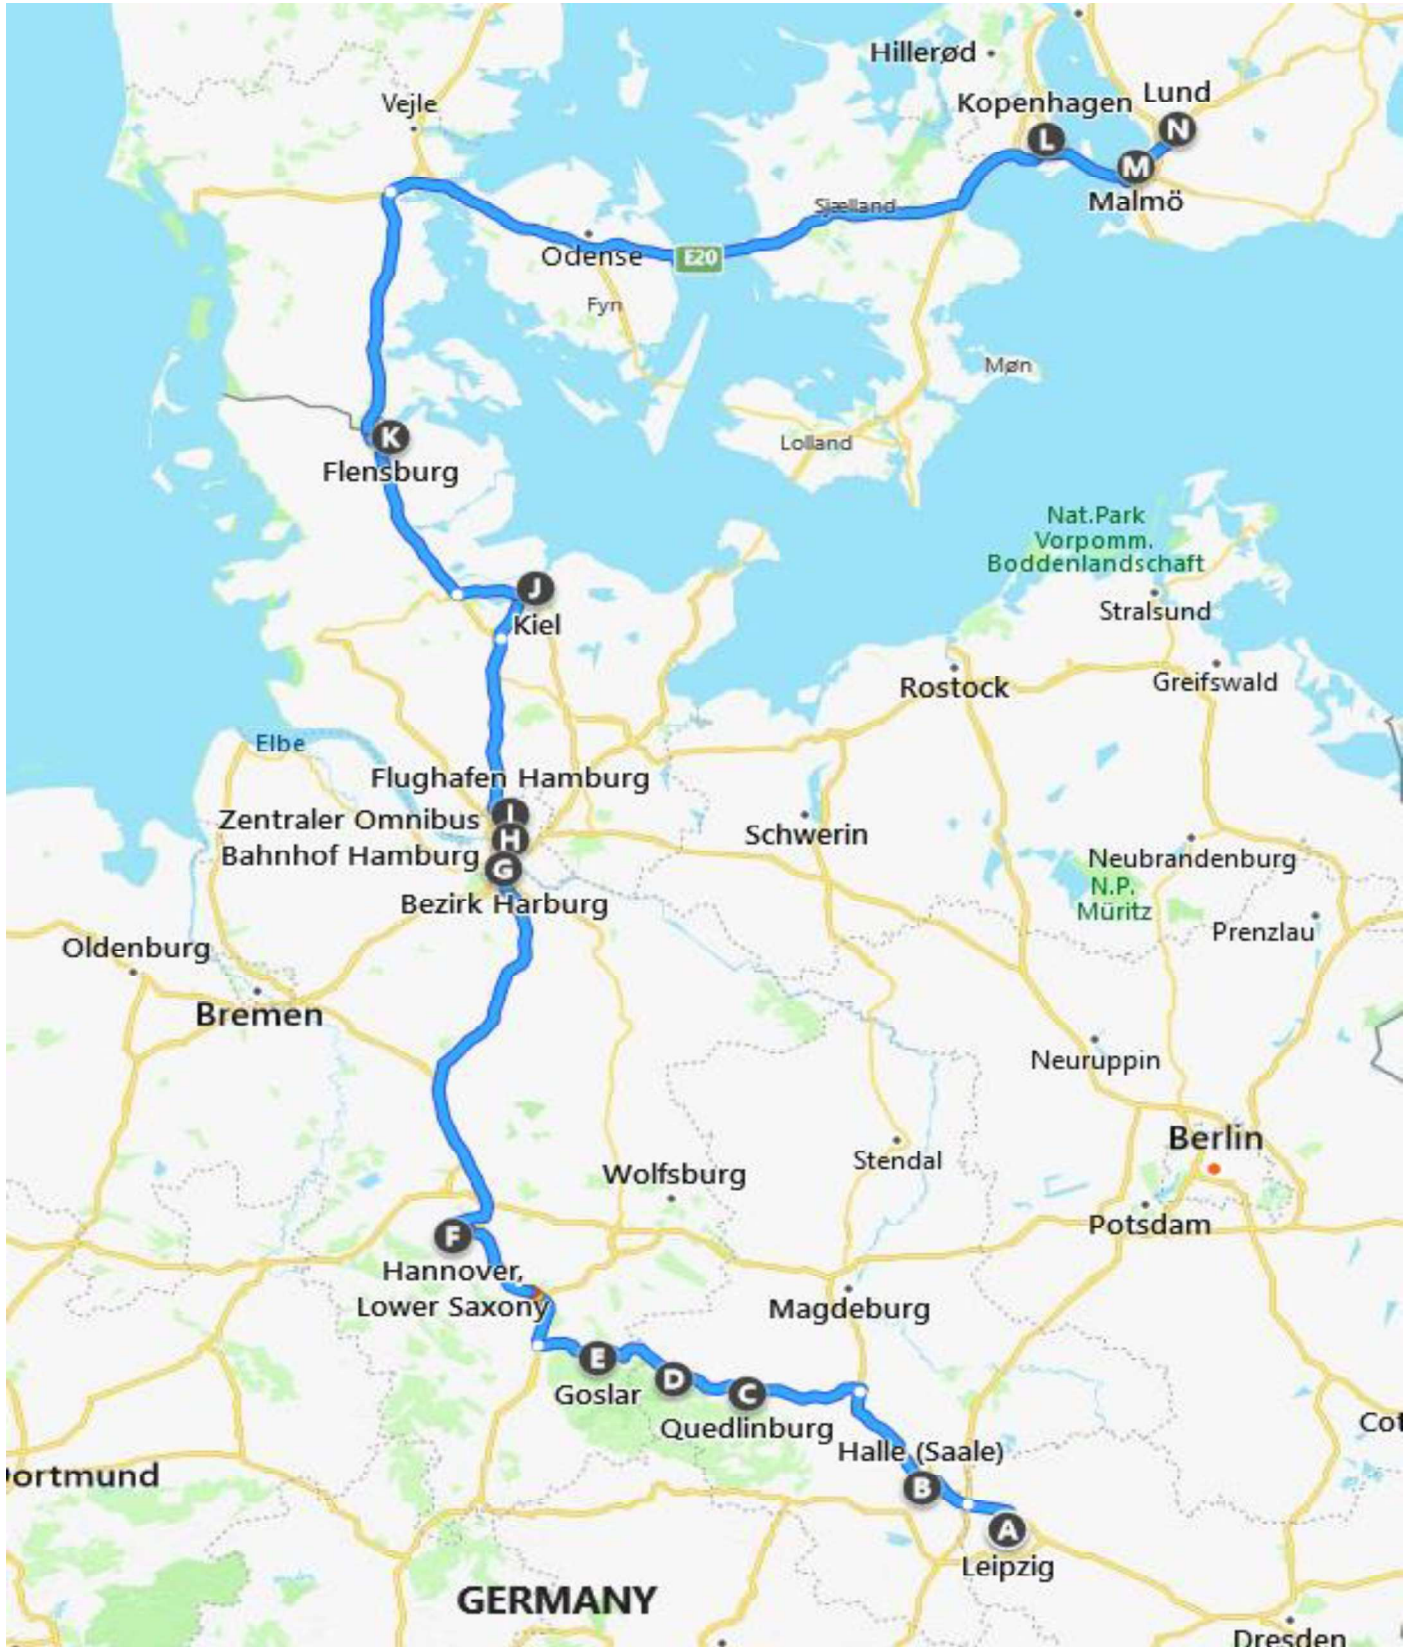 Hillerød
Lund
Kopenhagen
Vejle
L
N
M
Malmö
Sjælland
Odense
E20
Fyn
Møn
Lolland
K
Flensburg
Nat.Park
Vorpomm.
Boddenlandschaft
J
Stralsund
Kiel
Rostock
Greifswald
Elbe
Flughafen Hamburg
I
Zentraler Omnibus
H
Schwerin
Bahnhof Hamburg
G
Neubrandenburg
N.P.
Müritz
Bezirk Harburg
Prenzlau
Oldenburg
Bremen
Neuruppin
Berlin
Stendal
Wolfsburg
Potsdam
F
Hannover,
Lower Saxony
Magdeburg
E
D
C
Goslar
Quedlinburg
Cot
Halle (Saale)
ortmund
B
A
Leipzig
GERMANY
Dresden